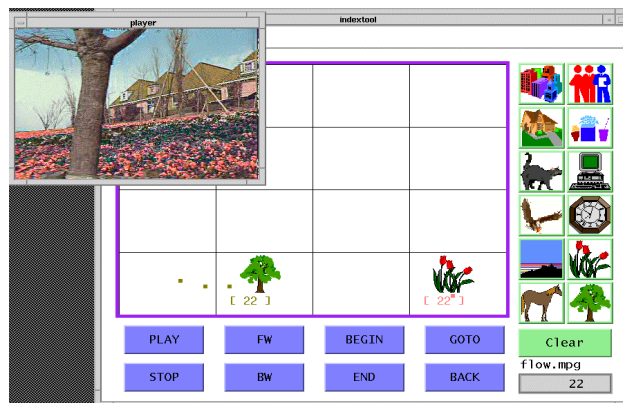 player
indextool
[ 22 ]
[ 22 ]
PLAY
FW
BEGIN
GOTO
Clear
flow.mpg
STOP
BW
END
BACK
22